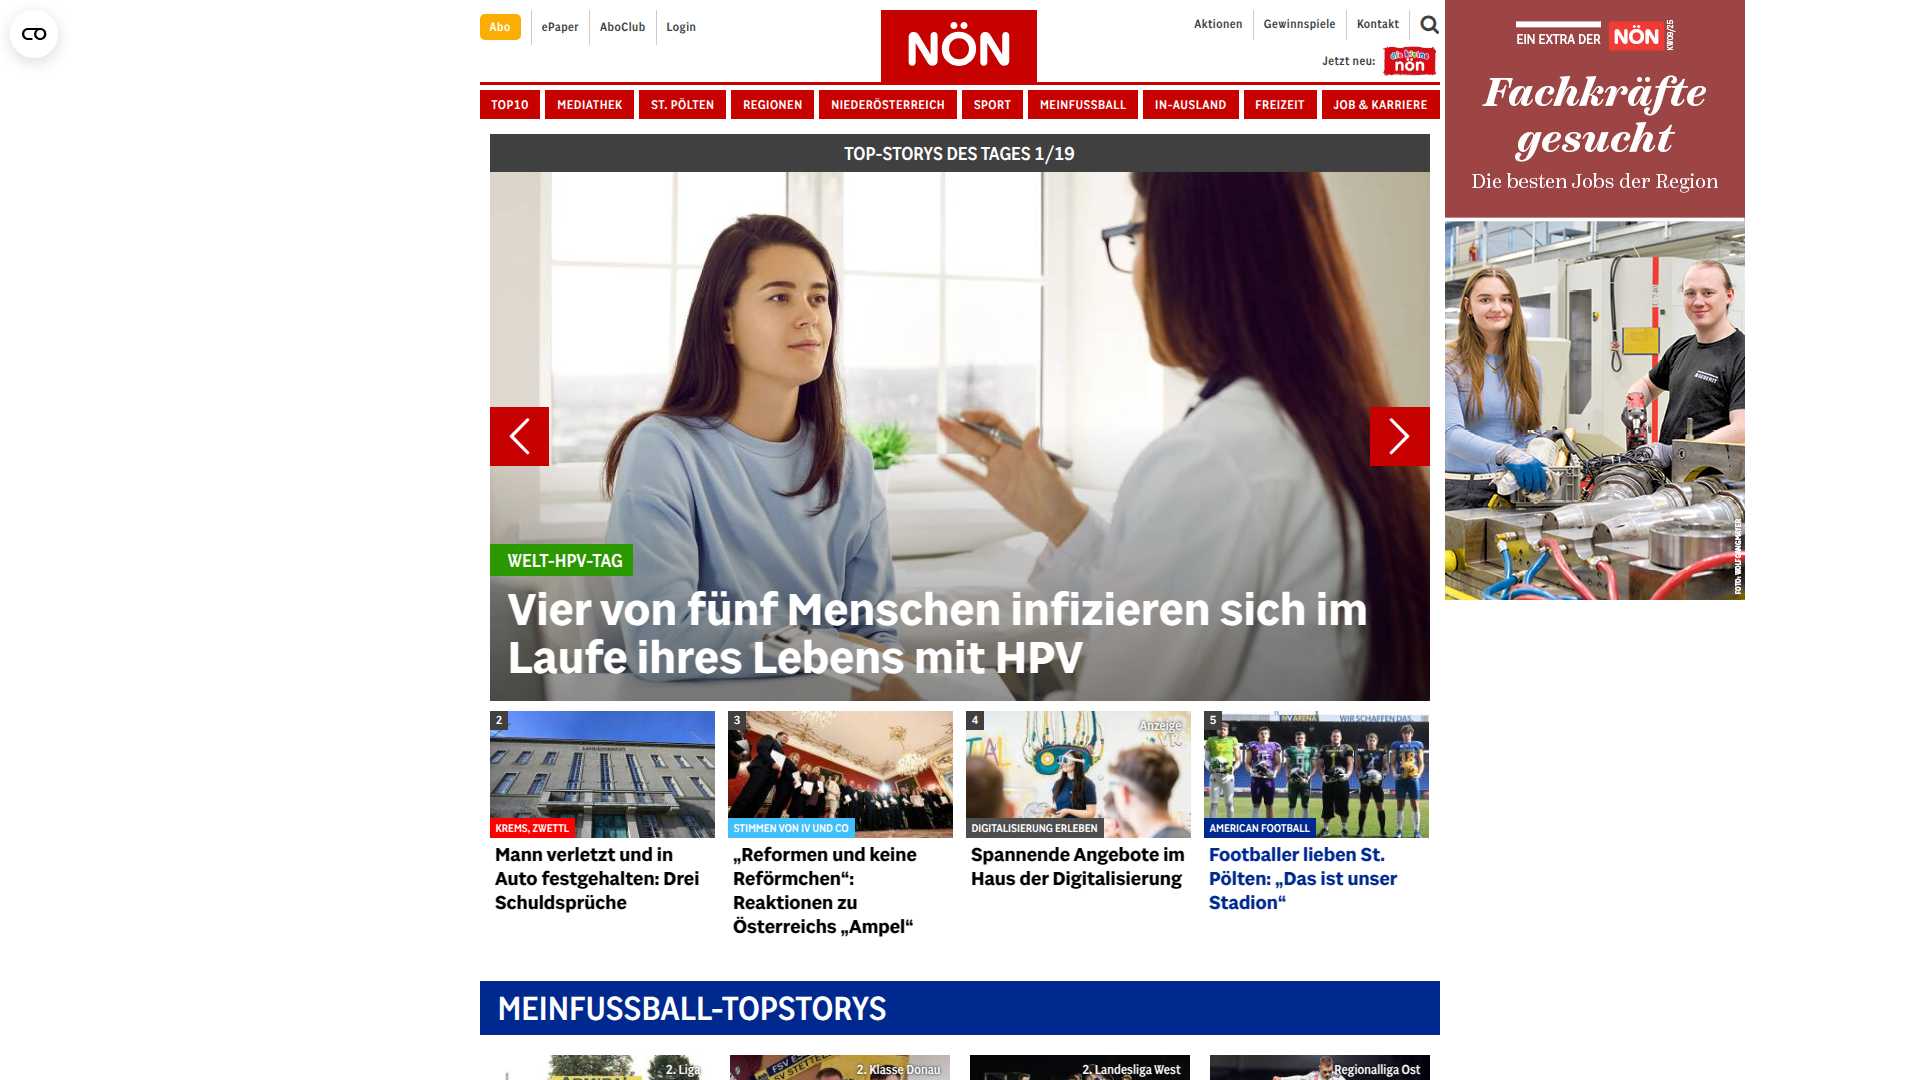 Abo
ePaper
AboClub
Login
NÖN
Aktionen
Gewinnspiele
Kontakt
Jetzt neu:
die kleine
nön
TOP10
MEDIATHEK
ST. PÖLTEN
REGIONEN
NIEDERÖSTERREICH
SPORT
MEINFUSSBALL
IN-AUSLAND
FREIZEIT
JOB & KARRIERE
EIN EXTRA DER
NÖN
KW09/25
Fachkräfte
gesucht
Die besten Jobs der Region
TOP-STORYS DES TAGES 1/19
WELT-HPV-TAG
Vier von fünf Menschen infizieren sich im
Laufe ihres Lebens mit HPV
2
KREMS, ZWETTL
Mann verletzt und in
Auto festgehalten: Drei
Schuldsprüche
3
STIMMEN VON IV UND CO
„Reformen und keine
Reförmchen“:
Reaktionen zu
Österreichs „Ampel“
4
Anzeige
DIGITALISIERUNG ERLEBEN
Spannende Angebote im
Haus der Digitalisierung
5
WIR SCHAFFEN DAS.
AMERICAN FOOTBALL
Footballer lieben St.
Pölten: „Das ist unser
Stadion“
MEINFUSSBALL-TOPSTORYS
2. Liga
2. Klasse Donau
2. Landesliga West
Regionalliga Ost